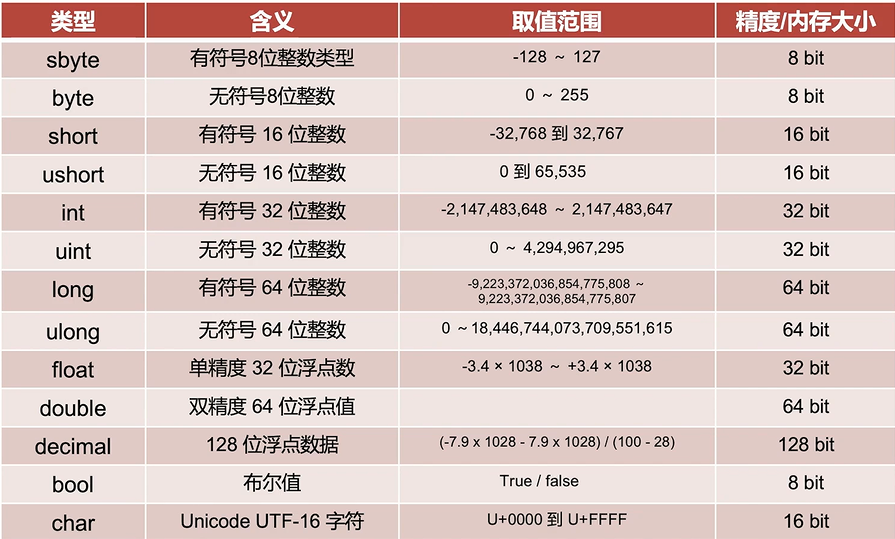 类型 含义 取值范围 精度/内存大小
sbyte 有符号8位整数类型 -128 ~ 127 8 bit
byte 无符号8位整数 0 ~ 255 8 bit
short 有符号 16 位整数 -32,768 到 32,767 16 bit
ushort 无符号 16 位整数 0 到 65,535 16 bit
int 有符号 32 位整数 -2,147,483,648 ~ 2,147,483,647 32 bit
uint 无符号 32 位整数 0 ~ 4,294,967,295 32 bit
long 有符号 64 位整数 -9,223,372,036,854,775,808 ~ 64 bit
9,223,372,036,854,775,807
ulong 无符号 64 位整数 0 ~18,446,744,073,709,551,615 64 bit
float 单精度 32 位浮点数 -3.4 × 1038 ~ +3.4 × 1038 32 bit
double 双精度 64 位浮点值 64 bit
decimal 128 位浮点数据 (-7.9 x 1028 - 7.9 x 1028) / (100 - 28) 128 bit
bool 布尔值 True / false 8 bit
char Unicode UTF-16 字符 U+0000 到 U+FFFF 16 bit